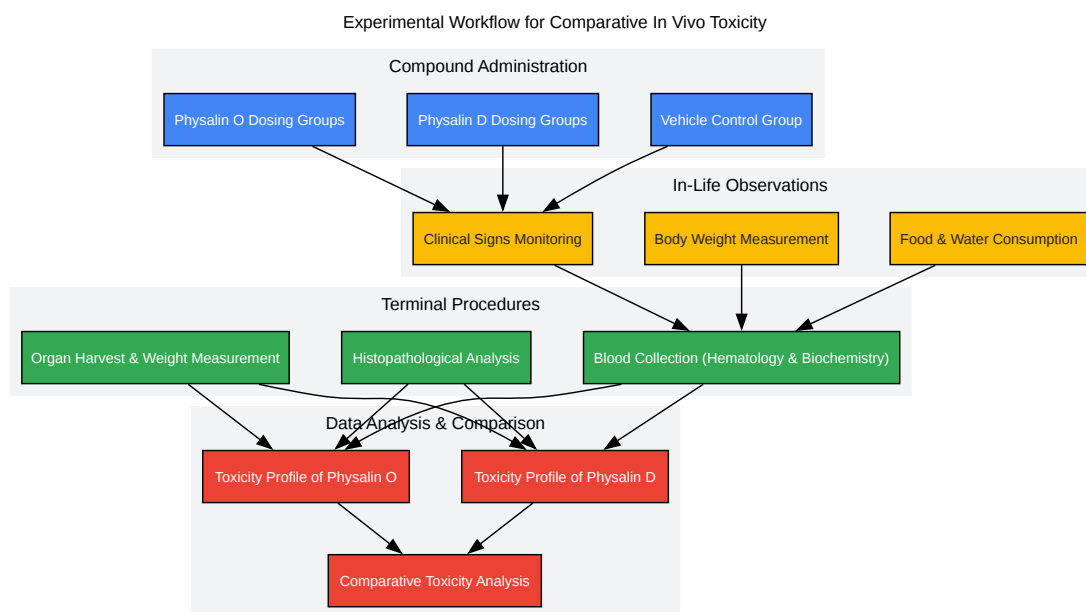 Experimental Workflow for Comparative In Vivo Toxicity
Compound Administration
Physalin O Dosing Groups
Physalin D Dosing Groups
Vehicle Control Group
In-Life Observations
Clinical Signs Monitoring
Body Weight Measurement
Food & Water Consumption
Terminal Procedures
Organ Harvest & Weight Measurement
Histopathological Analysis
Blood Collection (Hematology & Biochemistry)
Data Analysis & Comparison
Toxicity Profile of Physalin O
Toxicity Profile of Physalin D
Comparative Toxicity Analysis